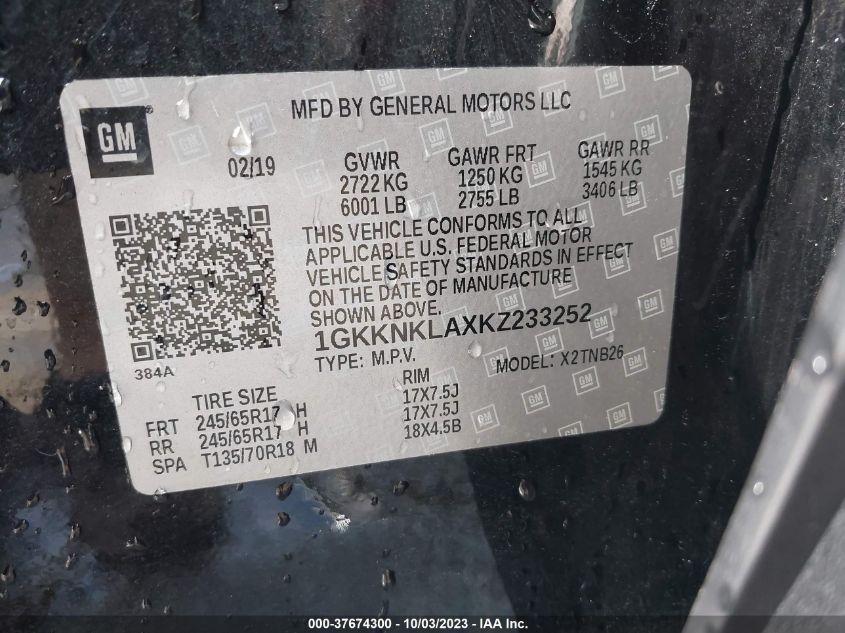 MFD BY GENERAL MOTORS LLC
GM
02/19
GVWR GAWR FRT GAWR RR
2722 KG 1250 KG 1545 KG
6001 LB 2755 LB 3406 LB
THIS VEHICLE CONFORMS TO ALL
APPLICABLE U.S. FEDERAL MOTOR
VEHICLE SAFETY STANDARDS IN EFFECT
ON THE DATE OF MANUFACTURE
SHOWN ABOVE.
1GKKNKLAXKZ233252
TYPE: M.P.V. MODEL: X2TNB26
384A
TIRE SIZE RIM
FRT 245/65R17 H 17X7.5J
RR 245/65R17 H 17X7.5J
SPA T135/70R18 M 18X4.5B
000-37674300 - 10/03/2023 - IAA Inc.